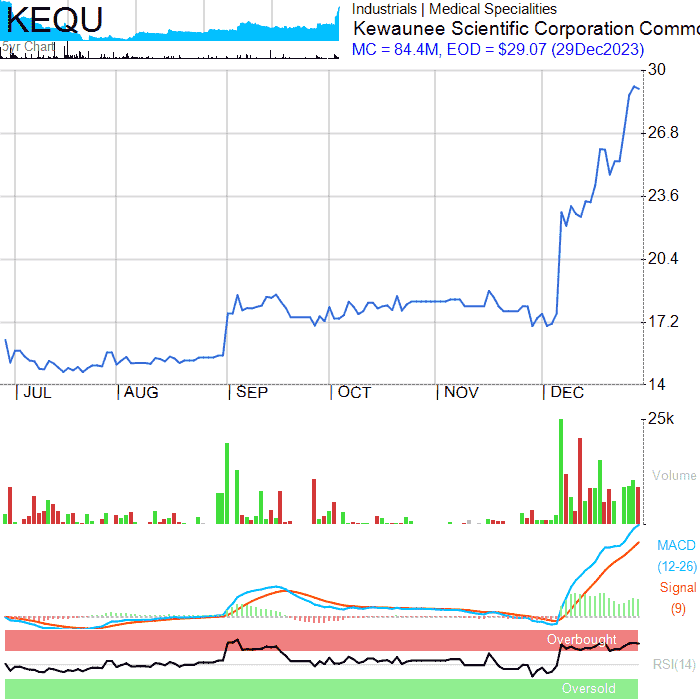 KEQU
5yr Chart
Industrials | Medical Specialities
Kewaunee Scientific Corporation Commo
MC = 84.4M, EOD = $29.07 (29Dec2023)
30
26.8
23.6
20.4
17.2
14
JUL AUG SEP OCT NOV DEC
25k
Volume
MACD
(12-26)
Signal
(9)
Overbought
RSI(14)
Oversold